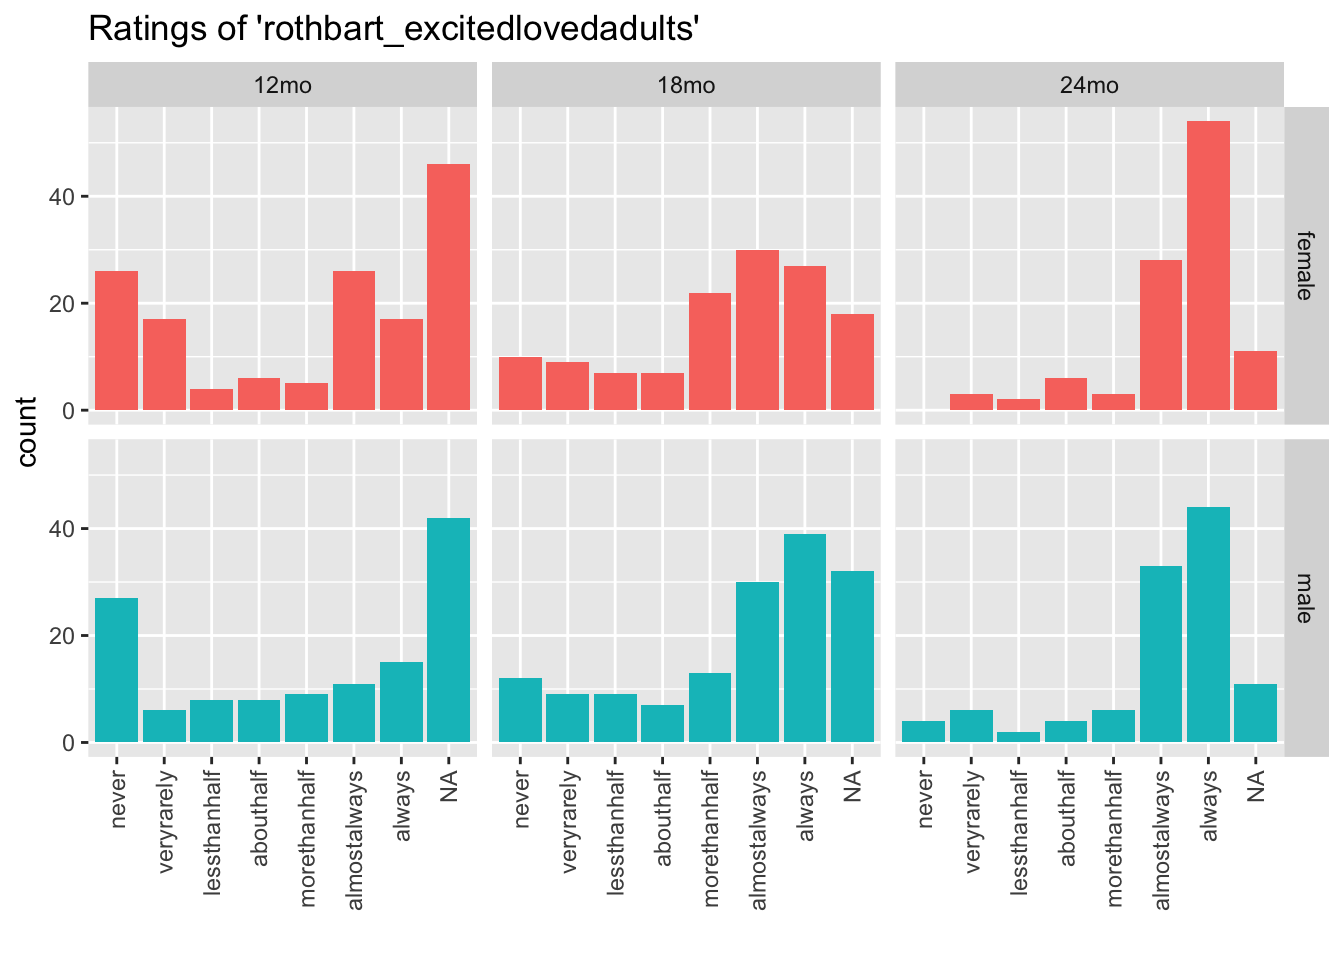 Ratings of 'rothbart_excitedlovedadults'
12mo
18mo
24mo
count
40
20
0
female
40
20
0
male
never
veryrarely
lessthanhalf
abouthalf
morethanhalf
almostalways
always
NA
never
veryrarely
lessthanhalf
abouthalf
morethanhalf
almostalways
always
NA
never
veryrarely
lessthanhalf
abouthalf
morethanhalf
almostalways
always
NA